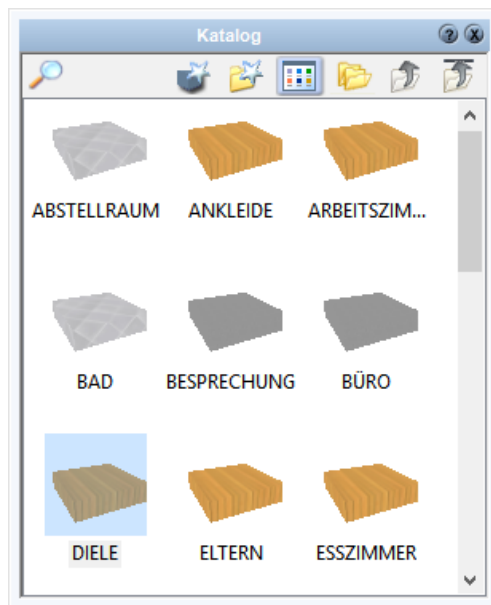 Katalog
ABSTELLRAUM ANKLEIDE ARBEITSZIM...
BAD BESPRECHUNG BÜRO
DIELE ELTERN ESSZIMMER